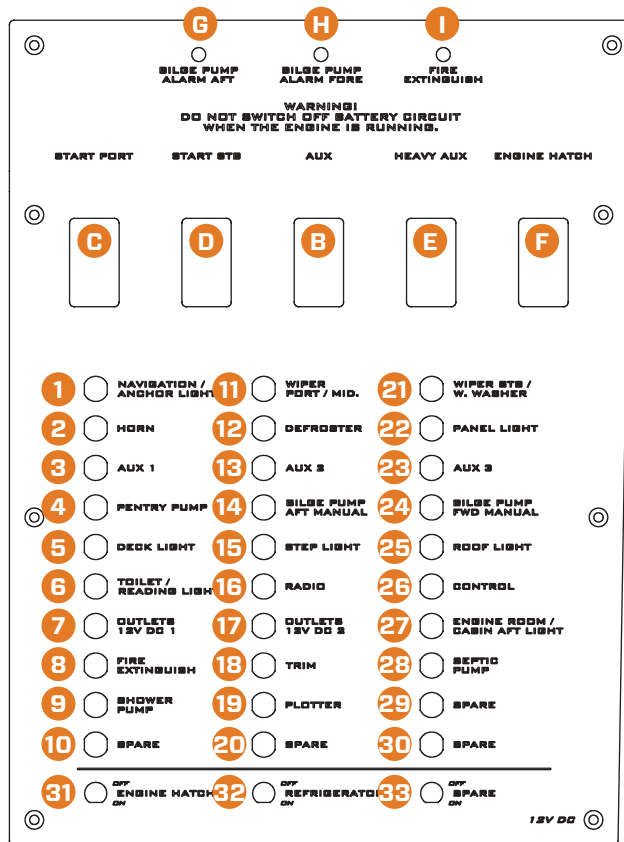 G H I
BILGE PUMP BILGE PUMP FIRE
ALARM AFT ALARM FORE EXTINGUISH
WARNING!
DO NOT SWITCH OFF BATTERY CIRCUIT
WHEN THE ENGINE IS RUNNING.
START PORT START STB AUX HEAVY AUX ENGINE HATCH
C D B E F
1 NAVIGATION / 11 WIPER 21 WIPER STB /
ANCHOR LIGHT PORT / MID. W. WASHER
2 HORN 12 DEFROSTER 22 PANEL LIGHT
3 AUX 1 13 AUX 2 23 AUX 3
4 PENTRY PUMP 14 BILGE PUMP 24 BILGE PUMP
AFT MANUAL FWD MANUAL
5 DECK LIGHT 15 STEP LIGHT 25 ROOF LIGHT
6 TOILET / 16 RADIO 26 CONTROL
READING LIGH
7 OUTLETS 17 OUTLETS 27 ENGINE ROOM /
12V DC 1 12V DC 2 CABIN AFT LIGHT
8 FIRE 18 TRIM 28 SEPTIC
EXTINGUISH PUMP
9 SHOWER 19 PLOTTER 29 SPARE
PUMP
10 SPARE 20 SPARE 30 SPARE
OFF OFF OFF
31 ENGINE HATCH 32 REFRIGERATO 33 SPARE
ON ON ON
12V DC